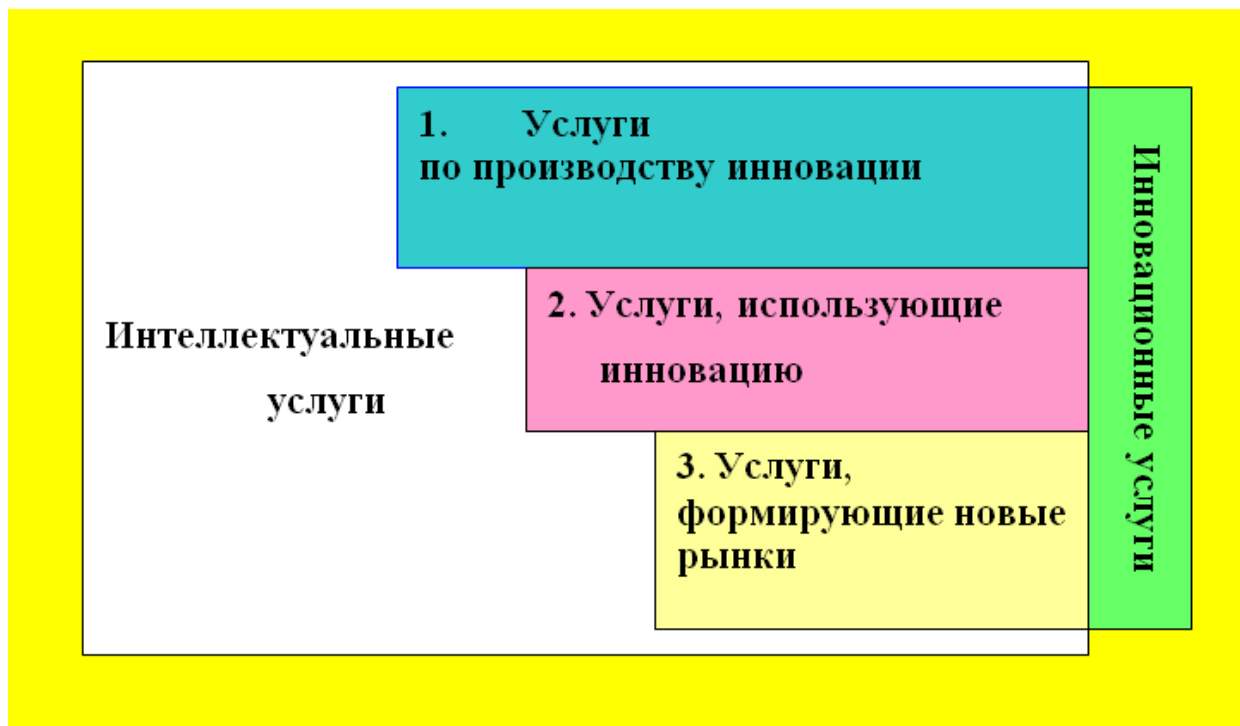 1. Услуги
по производству инновации
2. Услуги, использующие
инновацию
Интеллектуальные
услуги
3. Услуги,
формирующие новые
рынки
Инновационные услуги